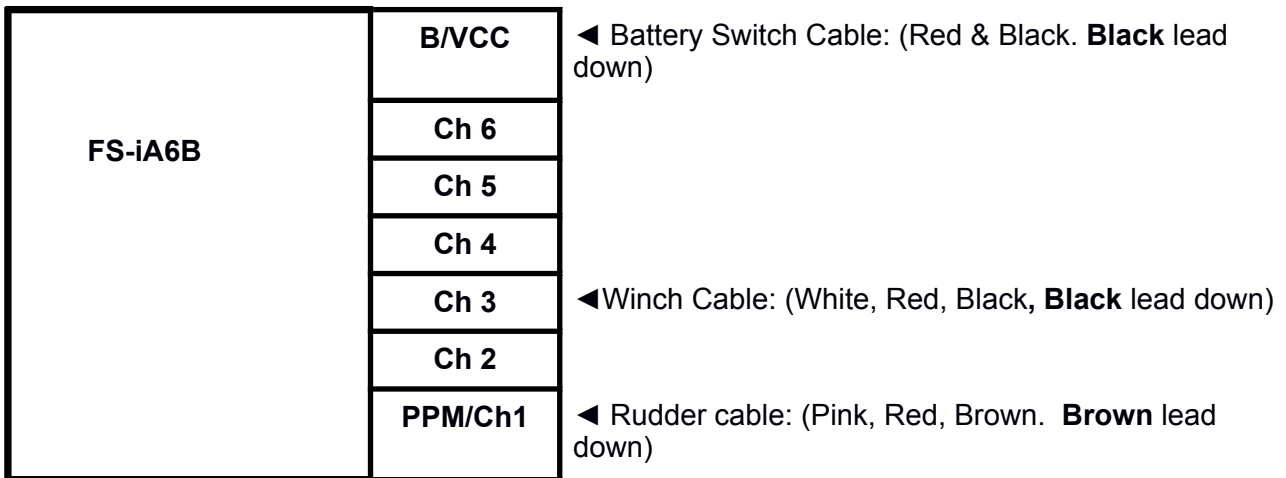 B/VCC ◄ Battery Switch Cable: (Red & Black. Black lead
down)
Ch 6
FS-iA6B
Ch 5
Ch 4
Ch 3 ◄Winch Cable: (White, Red, Black, Black lead down)
Ch 2
PPM/Ch1 ◄ Rudder cable: (Pink, Red, Brown.  Brown lead
down)